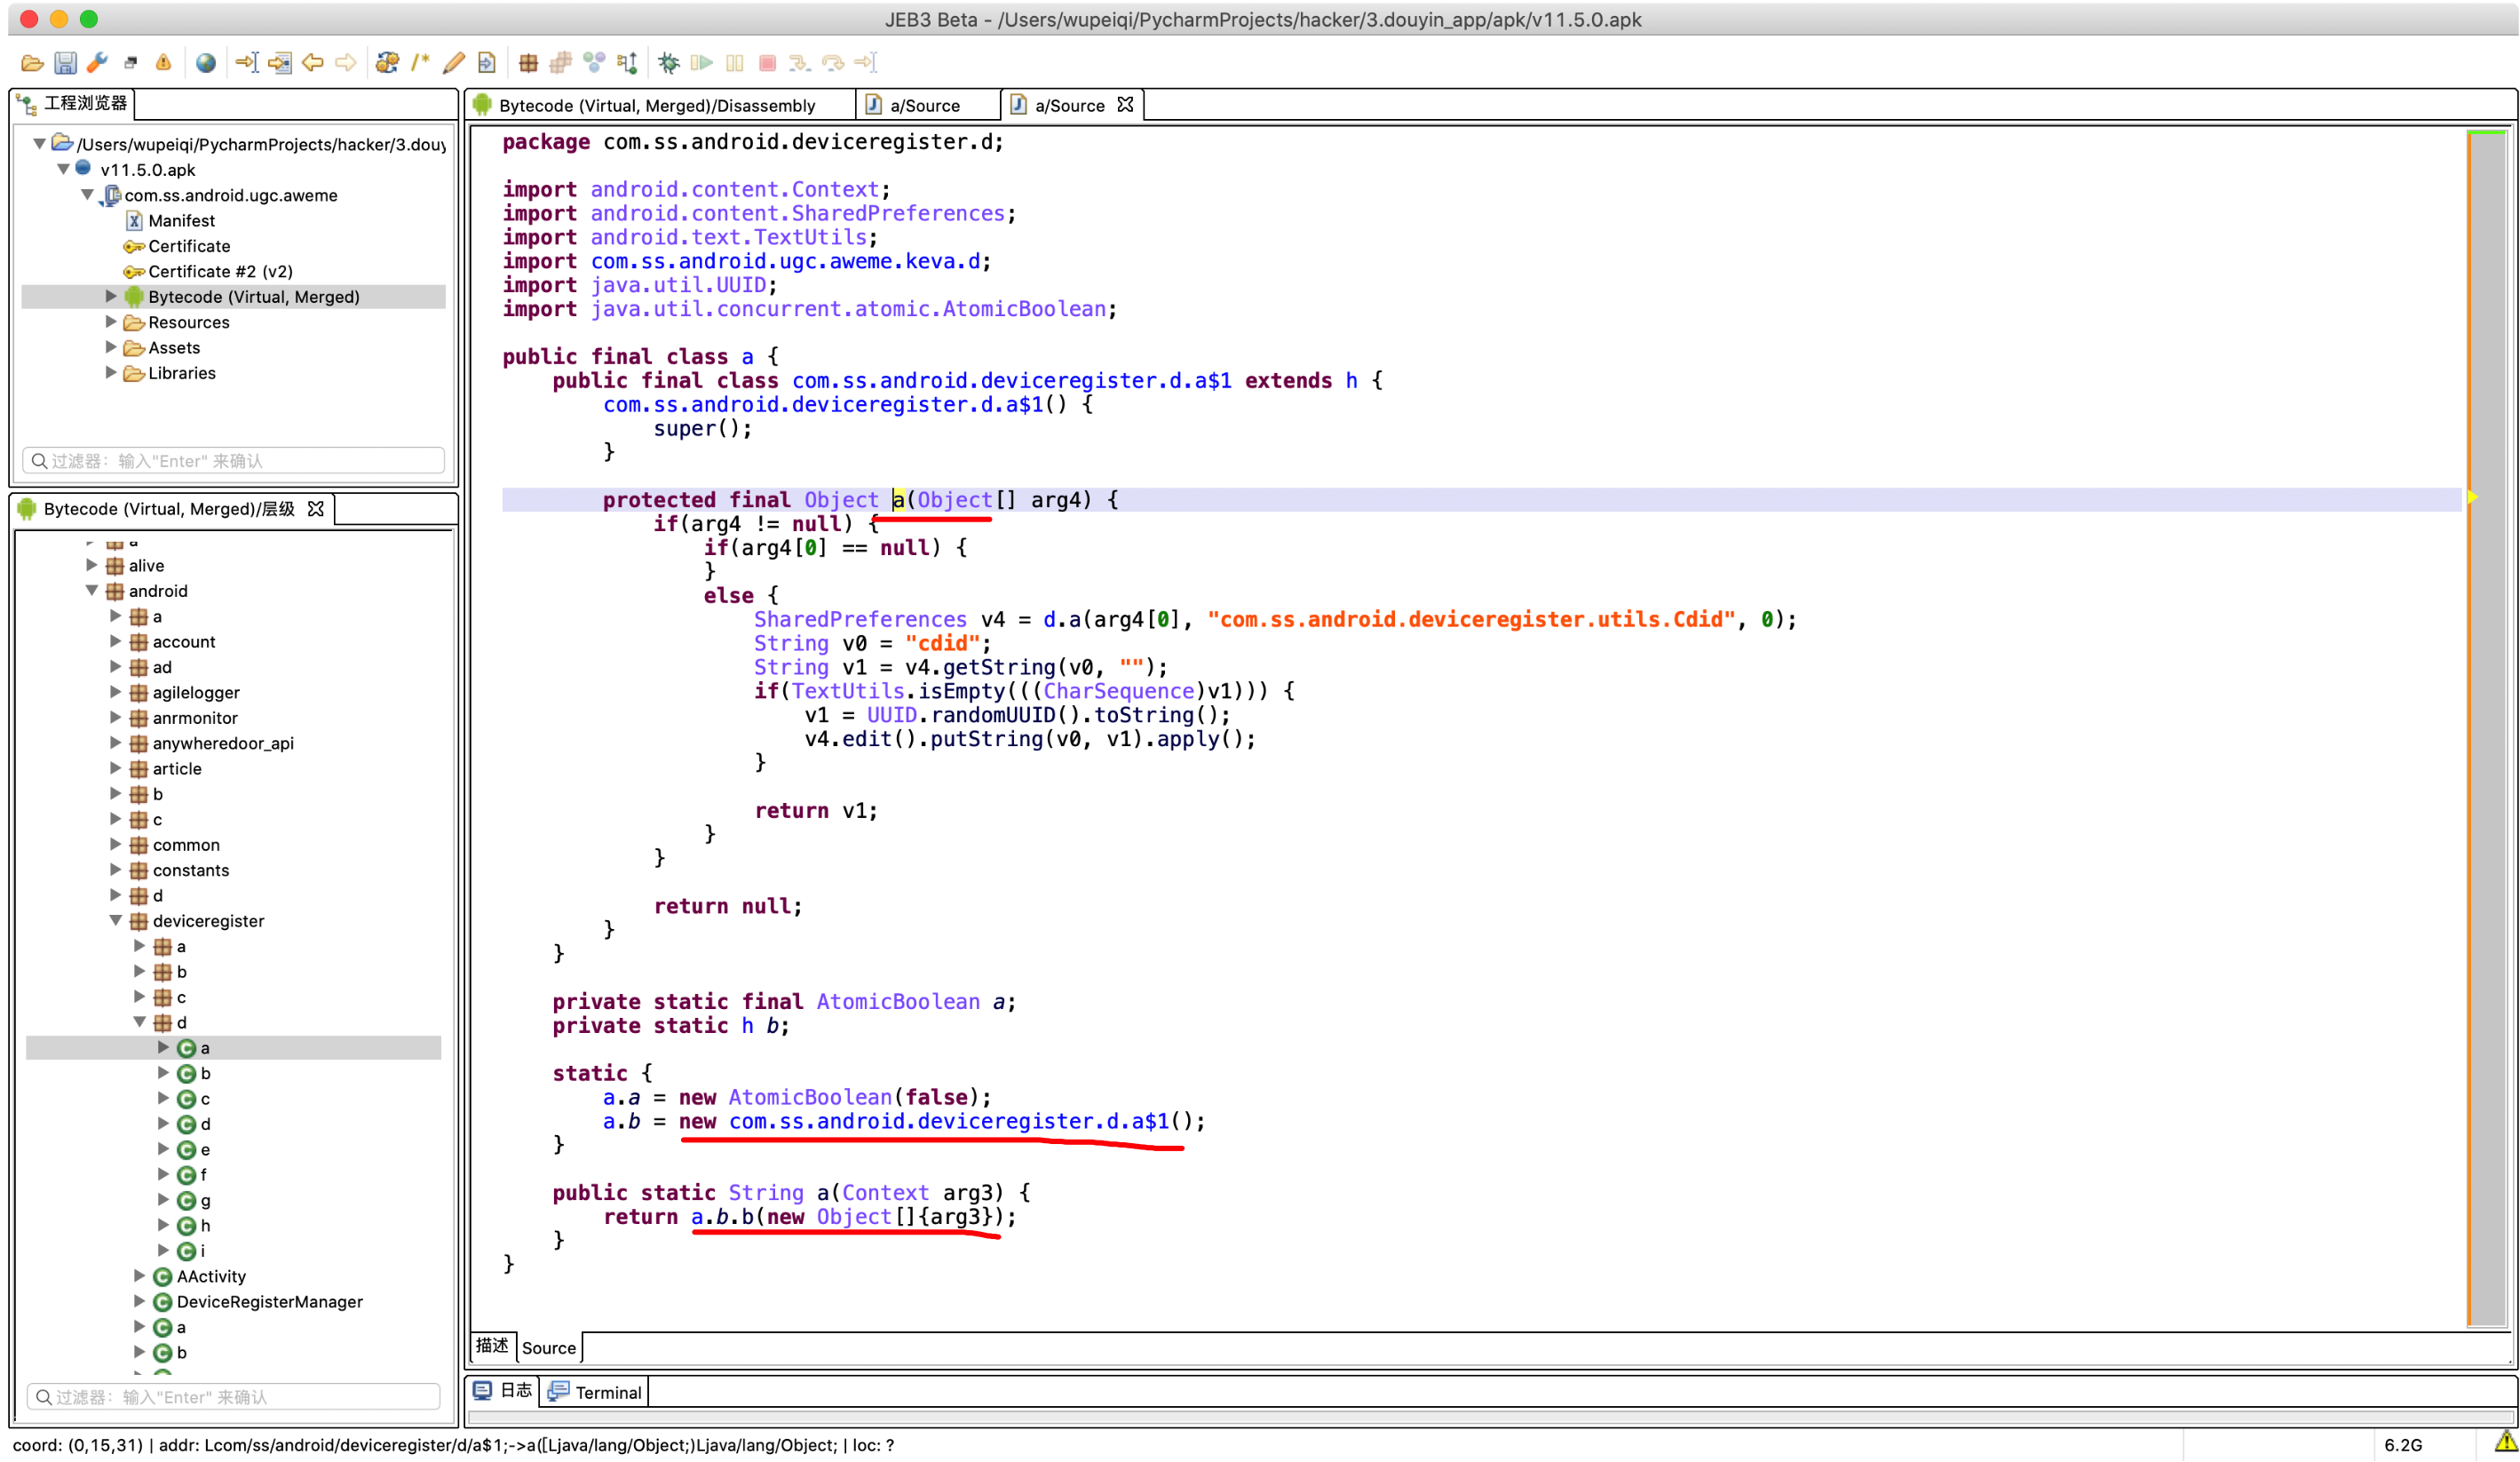 JEB3 Beta - /Users/wupeiqi/PycharmProjects/hacker/3.douyin_app/apk/v11.5.0.apk
工程浏览器
/Users/wupeiqi/PycharmProjects/hacker/3.douy
v11.5.0.apk
com.ss.android.ugc.aweme
Manifest
Certificate
Certificate #2 (v2)
Bytecode (Virtual, Merged)
Resources
Assets
Libraries
过滤器：输入"Enter" 来确认
Bytecode (Virtual, Merged)/层级
a
alive
android
a
account
ad
agilelogger
anrmonitor
anywheredoor_api
article
b
c
common
constants
d
deviceregister
a
b
c
d
a
b
c
d
e
f
g
h
i
AActivity
DeviceRegisterManager
a
b
过滤器：输入"Enter" 来确认
Bytecode (Virtual, Merged)/Disassembly
a/Source
a/Source
package com.ss.android.deviceregister.d;
import android.content.Context;
import android.content.SharedPreferences;
import android.text.TextUtils;
import com.ss.android.ugc.aweme.keva.d;
import java.util.UUID;
import java.util.concurrent.atomic.AtomicBoolean;
public final class a {
public final class com.ss.android.deviceregister.d.a$1 extends h {
com.ss.android.deviceregister.d.a$1() {
super();
}
protected final Object a(Object[] arg4) {
if(arg4 != null) {
if(arg4[0] == null) {
}
else {
SharedPreferences v4 = d.a(arg4[0], "com.ss.android.deviceregister.utils.Cdid", 0);
String v0 = "cdid";
String v1 = v4.getString(v0, "");
if(TextUtils.isEmpty(((CharSequence)v1))) {
v1 = UUID.randomUUID().toString();
v4.edit().putString(v0, v1).apply();
}
return v1;
}
}
return null;
}
}
private static final AtomicBoolean a;
private static h b;
static {
a.a = new AtomicBoolean(false);
a.b = new com.ss.android.deviceregister.d.a$1();
}
public static String a(Context arg3) {
return a.b.b(new Object[]{arg3});
}
}
描述
Source
日志
Terminal
coord: (0,15,31) | addr: Lcom/ss/android/deviceregister/d/a$1;->a([Ljava/lang/Object;)Ljava/lang/Object; | loc: ?
6.2G